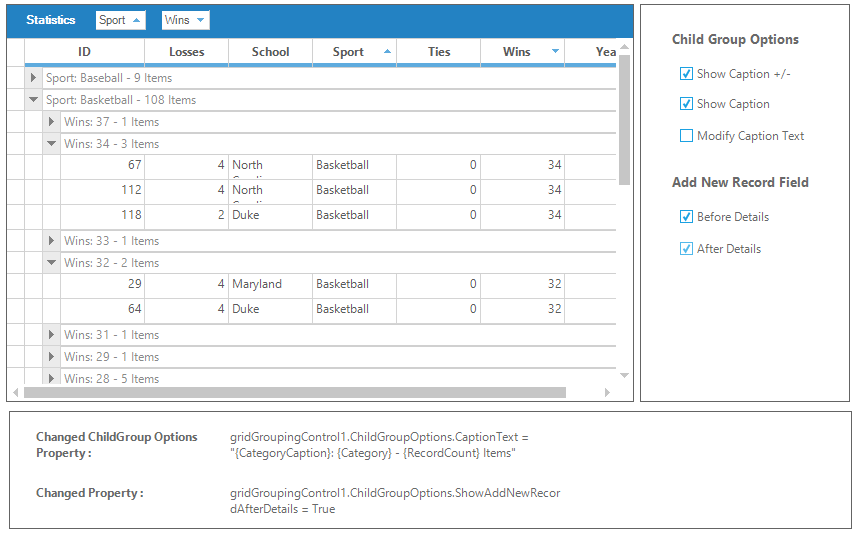 Statistics Sport Wins
ID Losses School Sport Ties Wins Yea
Sport: Baseball - 9 Items
Sport: Basketball - 108 Items
Wins: 37 - 1 Items
Wins: 34 - 3 Items
67 4 North Basketball 0 34
112 4 North Basketball 0 34
118 2 Duke Basketball 0 34
Wins: 33 - 1 Items
Wins: 32 - 2 Items
29 4 Maryland Basketball 0 32
64 4 Duke Basketball 0 32
Wins: 31 - 1 Items
Wins: 29 - 1 Items
Wins: 28 - 5 Items
Child Group Options
Show Caption +/-
Show Caption
Modify Caption Text
Add New Record Field
Before Details
After Details
Changed ChildGroup Options
Property :
gridGroupingControl1.ChildGroupOptions.CaptionText =
"{CategoryCaption}: {Category} - {RecordCount} Items"
Changed Property :
gridGroupingControl1.ChildGroupOptions.ShowAddNewRecor
dAfterDetails = True